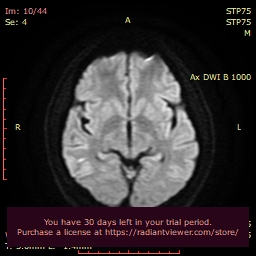 Im: 10/44
Se: 4
STP75
STP75
M
A
Ax DWI B 1000
R
L
You have 30 days left in your trial period.
Purchase a license at https://radiantviewer.com/store/